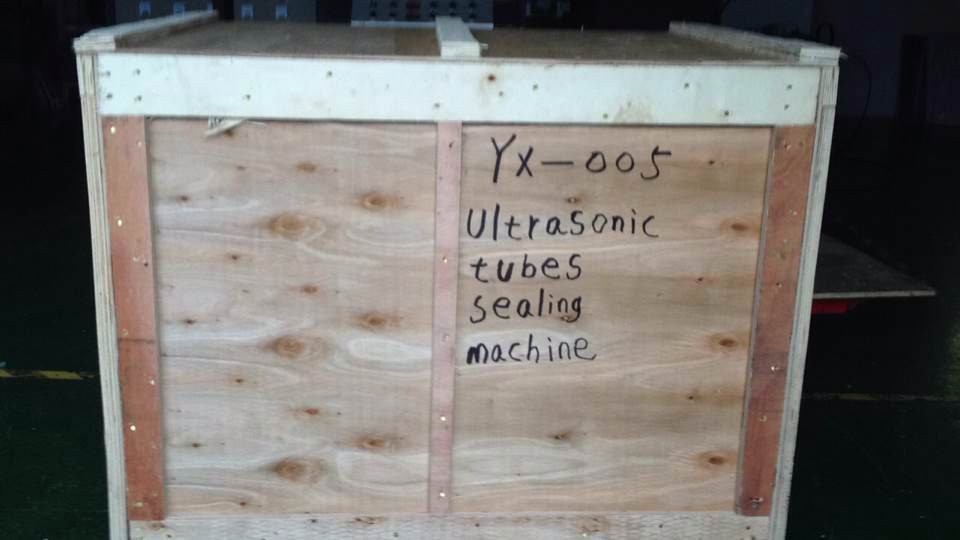 YX-005
Ultrasonic
tubes
sealing
machine